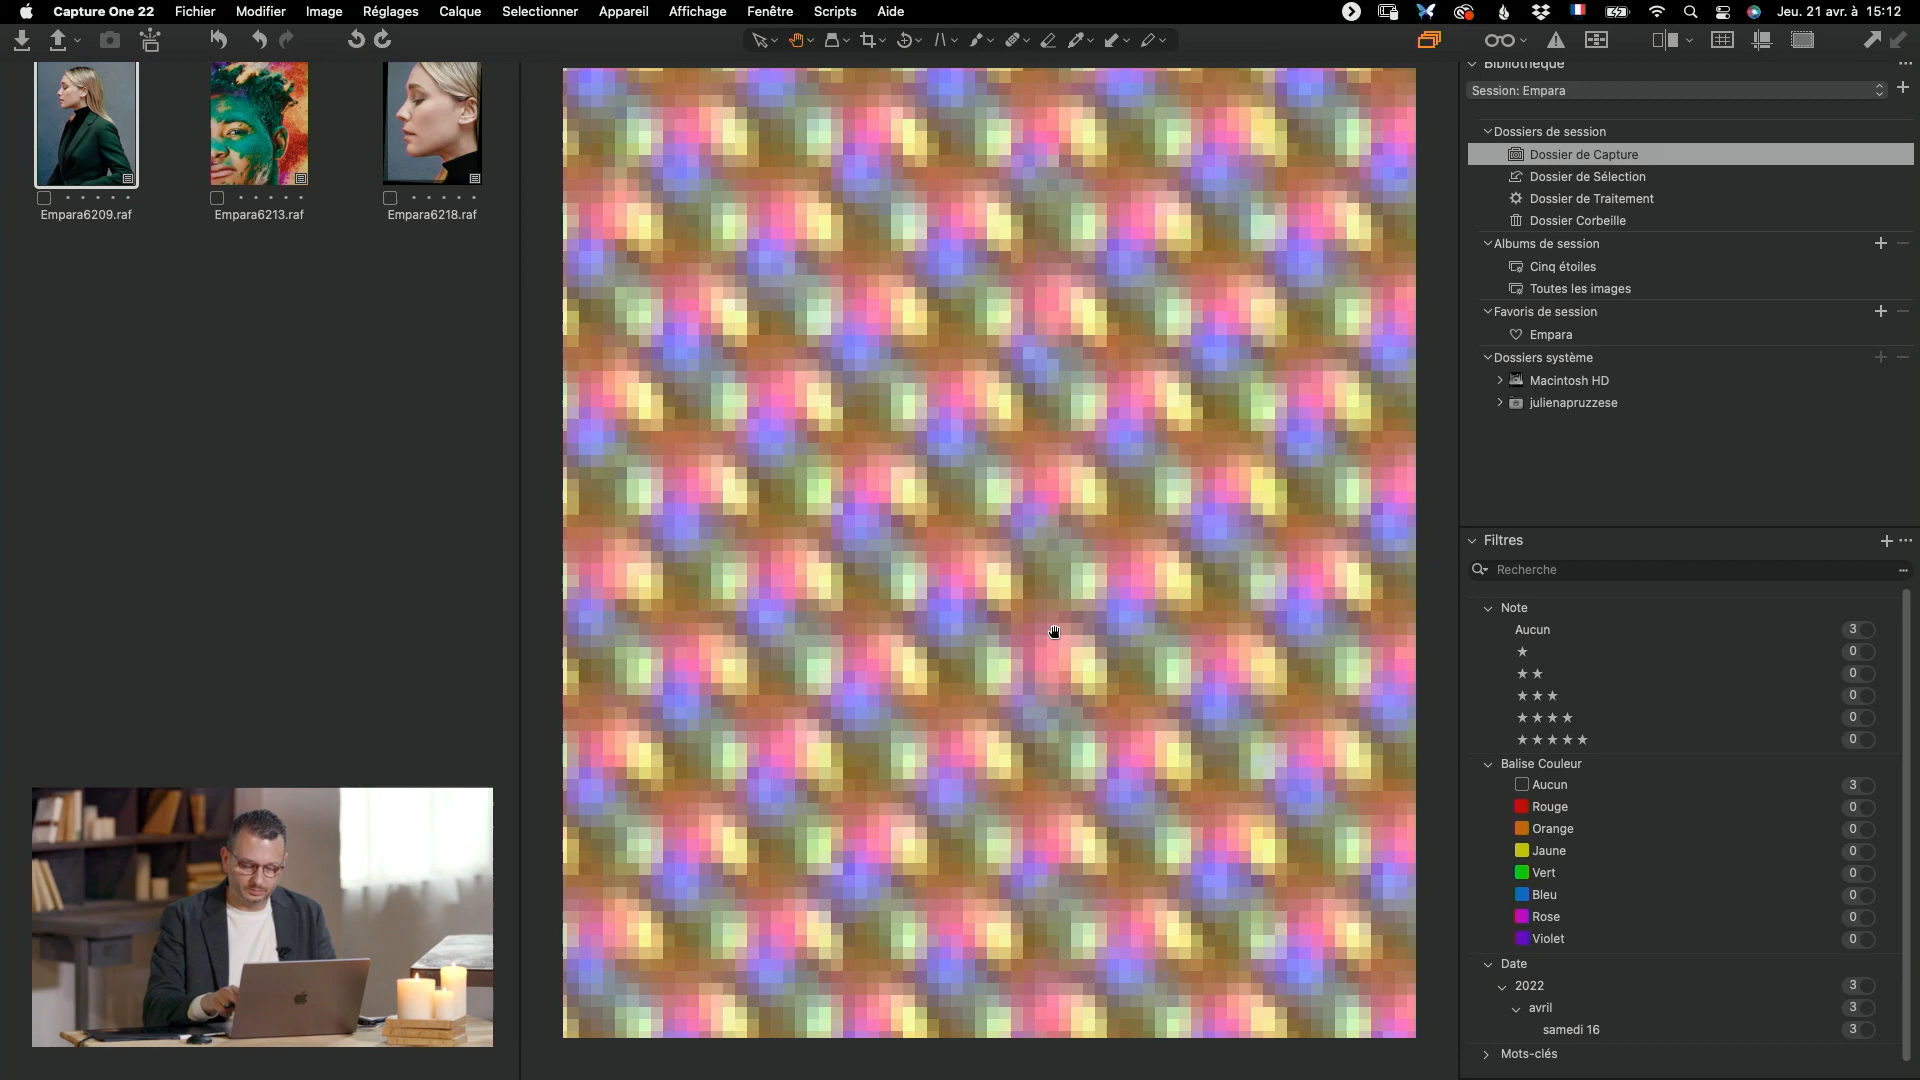 Capture One 22 Fichier Modifier Image Réglages Calque Selectionner Appareil Affichage Fenêtre Scripts Aide Jeu. 21 avr. à 15:12
Bibliothèque
Session: Empara
Dossiers de session
Dossier de Capture
Dossier de Sélection
Dossier de Traitement
Dossier Corbeille
Albums de session
Cinq étoiles
Toutes les images
Favoris de session
Empara
Dossiers système
Macintosh HD
julienapruzzese
Empara6209.raf Empara6213.raf Empara6218.raf
Filtres
Recherche
Note
Aucun 3
★ 0
★★ 0
★★★ 0
★★★★ 0
★★★★★ 0
Balise Couleur
Aucun 3
Rouge 0
Orange 0
Jaune 0
Vert 0
Bleu 0
Rose 0
Violet 0
Date
2022 3
avril 3
samedi 16 3
Mots-clés